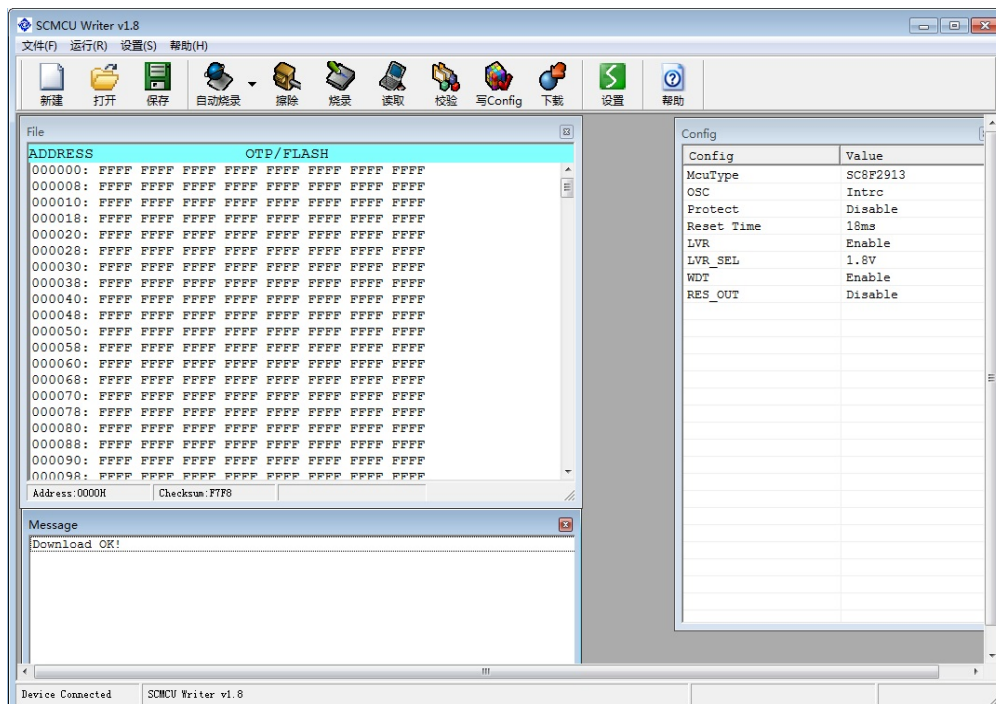 SCMCU Writer v1.8
文件(F) 运行(R) 设置(S) 帮助(H)
新建 打开 保存 自动烧录 擦除 烧录 读取 校验 写Config 下载 设置 帮助
File
ADDRESS OTP/FLASH
000000: FFFF FFFF FFFF FFFF FFFF FFFF FFFF FFFF
000008: FFFF FFFF FFFF FFFF FFFF FFFF FFFF FFFF
000010: FFFF FFFF FFFF FFFF FFFF FFFF FFFF FFFF
000018: FFFF FFFF FFFF FFFF FFFF FFFF FFFF FFFF
000020: FFFF FFFF FFFF FFFF FFFF FFFF FFFF FFFF
000028: FFFF FFFF FFFF FFFF FFFF FFFF FFFF FFFF
000030: FFFF FFFF FFFF FFFF FFFF FFFF FFFF FFFF
000038: FFFF FFFF FFFF FFFF FFFF FFFF FFFF FFFF
000040: FFFF FFFF FFFF FFFF FFFF FFFF FFFF FFFF
000048: FFFF FFFF FFFF FFFF FFFF FFFF FFFF FFFF
000050: FFFF FFFF FFFF FFFF FFFF FFFF FFFF FFFF
000058: FFFF FFFF FFFF FFFF FFFF FFFF FFFF FFFF
000060: FFFF FFFF FFFF FFFF FFFF FFFF FFFF FFFF
000068: FFFF FFFF FFFF FFFF FFFF FFFF FFFF FFFF
000070: FFFF FFFF FFFF FFFF FFFF FFFF FFFF FFFF
000078: FFFF FFFF FFFF FFFF FFFF FFFF FFFF FFFF
000080: FFFF FFFF FFFF FFFF FFFF FFFF FFFF FFFF
000088: FFFF FFFF FFFF FFFF FFFF FFFF FFFF FFFF
000090: FFFF FFFF FFFF FFFF FFFF FFFF FFFF FFFF
000098: FFFF FFFF FFFF FFFF FFFF FFFF FFFF FFFF
Address:0000H Checksum:F7F8
Config
Config Value
McuType SC8F2913
OSC Intrc
Protect Disable
Reset Time 18ms
LVR Enable
LVR_SEL 1.8V
WDT Enable
RES_OUT Disable
Message
Download OK!
Device Connected SCMCU Writer v1.8